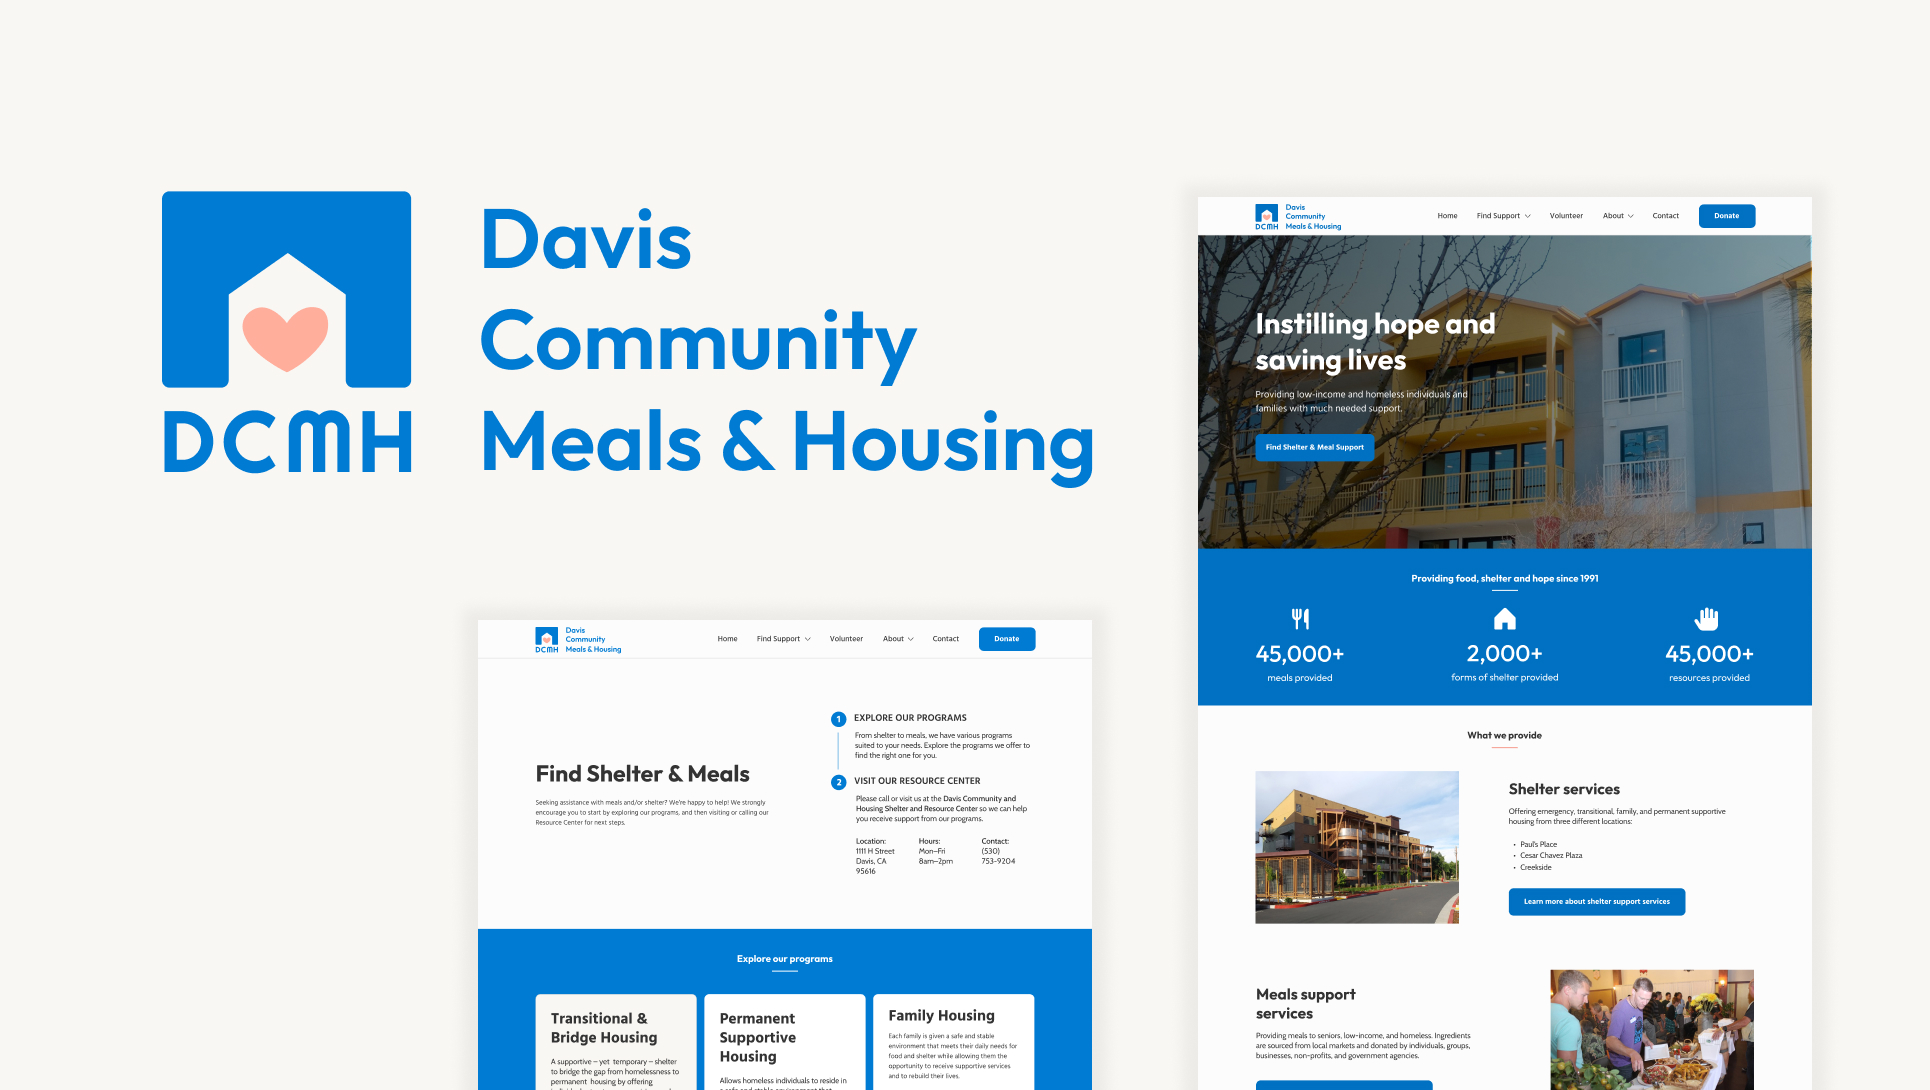 DCMH
Davis
Community
Meals & Housing
DCMH
Davis
Community
Meals & Housing
Home
Find Support
Volunteer
About
Contact
Donate
Instilling hope and
saving lives
Providing low-income and homeless individuals and
families with much needed support.
Find Shelter & Meal Support
Providing food, shelter and hope since 1991
45,000+
meals provided
2,000+
forms of shelter provided
45,000+
resources provided
What we provide
Shelter services
Offering emergency, transitional, family, and permanent supportive
housing from three different locations:
• Paul's Place
• Cesar Chavez Plaza
• Creekside
Learn more about shelter support services
Meals support
services
Providing meals to seniors, low-income, and homeless. Ingredients
are sourced from local markets and donated by individuals, groups,
businesses, non-profits, and government agencies.
DCMH
Davis
Community
Meals & Housing
Home
Find Support
Volunteer
About
Contact
Donate
Find Shelter & Meals
Seeking assistance with meals and/or shelter? We're happy to help! We strongly
encourage you to start by exploring our programs, and then visiting or calling our
Resource Center for next steps.
1
EXPLORE OUR PROGRAMS
From shelter to meals, we have various programs
suited to your needs. Explore the programs we offer to
find the right one for you.
2
VISIT OUR RESOURCE CENTER
Please call or visit us at the Davis Community and
Housing Shelter and Resource Center so we can help
you receive support from our programs.
Location:
1111 H Street
Davis, CA
95616
Hours:
Mon–Fri
8am–2pm
Contact:
(530)
753-9204
Explore our programs
Transitional &
Bridge Housing
A supportive – yet temporary – shelter
to bridge the gap from homelessness to
permanent housing by offering
Permanent
Supportive
Housing
Allows homeless individuals to reside in
Family Housing
Each family is given a safe and stable
environment that meets their daily needs for
food and shelter while allowing them the
opportunity to receive supportive services
and to rebuild their lives.